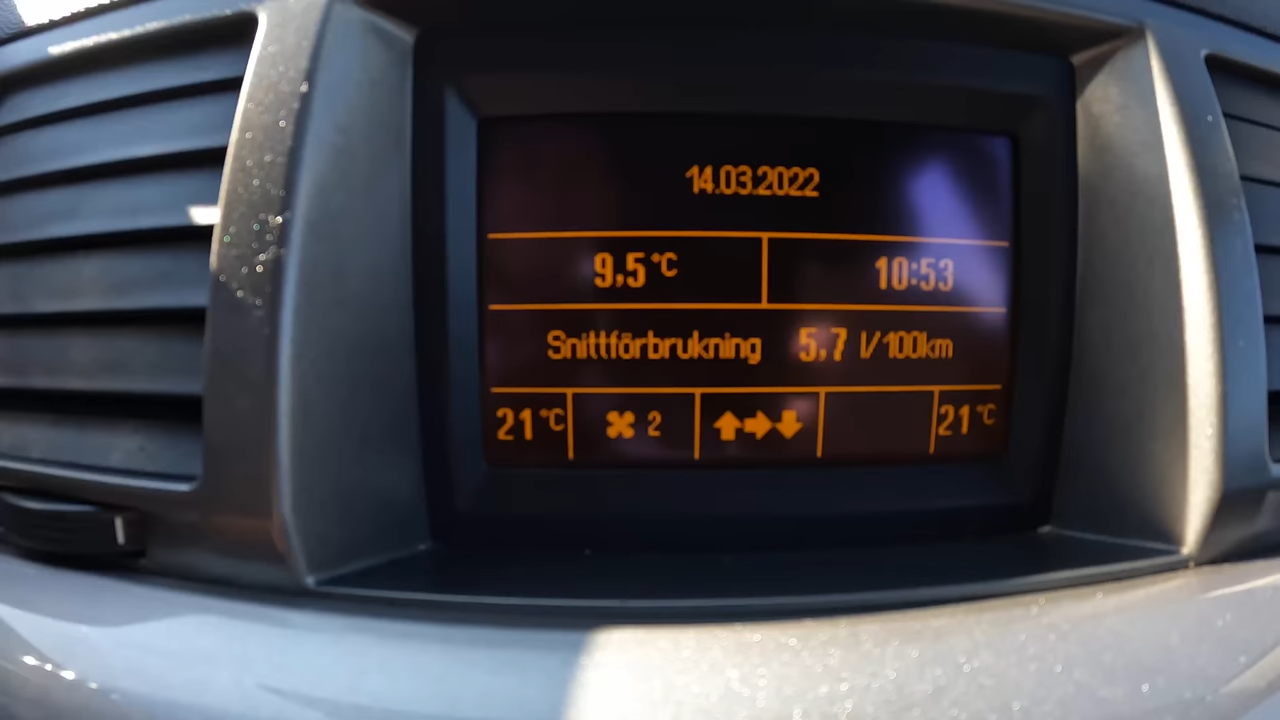 14.03.2022
9,5°C 10:53
Snittförbrukning 5,7 l/100km
21°C 2 21°C